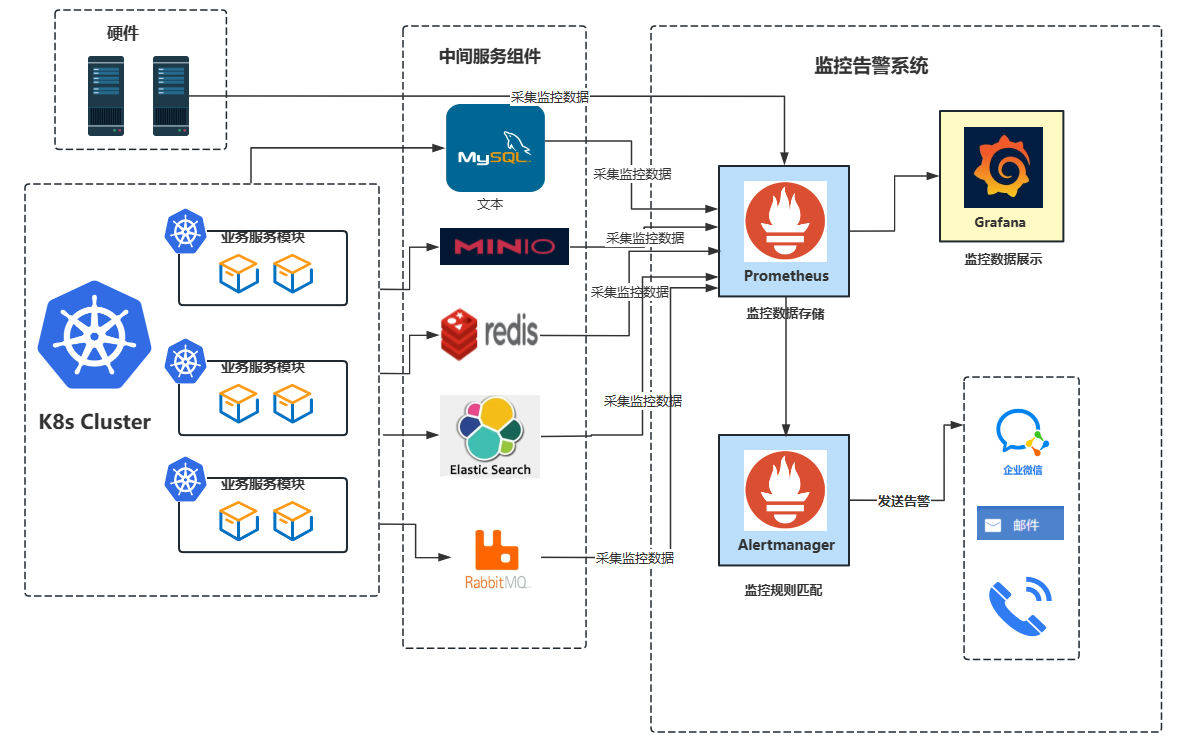 硬件
中间服务组件
监控告警系统
采集监控数据
MySQL
文本
采集监控数据
Grafana
监控数据展示
业务服务模块
MINIO
采集监控数据
Prometheus
监控数据存储
采集监控数据
redis
业务服务模块
K8s Cluster
采集监控数据
Elastic Search
企业微信
业务服务模块
发送告警
邮件
Alertmanager
采集监控数据
RabbitMQ
监控规则匹配